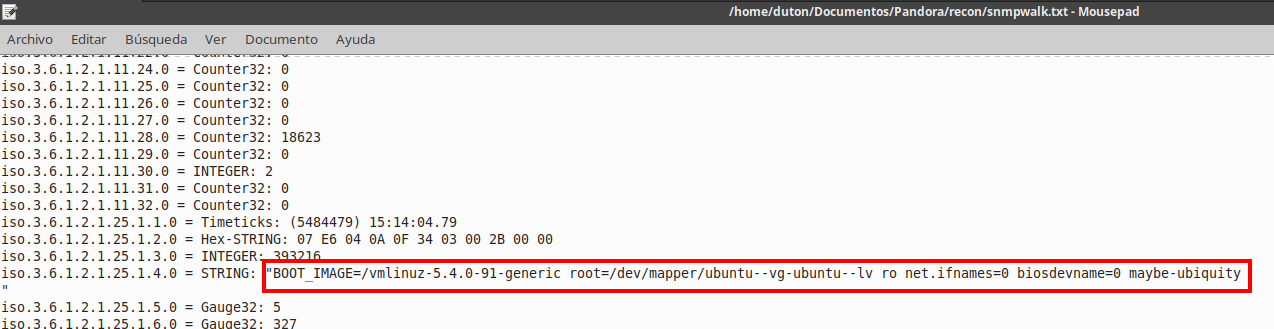 /home/duton/Documentos/Pandora/recon/snmpwalk.txt - Mousepad
Archivo Editar Búsqueda Ver Documento Ayuda
iso.3.6.1.2.1.11.22.0 = Counter32: 0
iso.3.6.1.2.1.11.24.0 = Counter32: 0
iso.3.6.1.2.1.11.25.0 = Counter32: 0
iso.3.6.1.2.1.11.26.0 = Counter32: 0
iso.3.6.1.2.1.11.27.0 = Counter32: 0
iso.3.6.1.2.1.11.28.0 = Counter32: 18623
iso.3.6.1.2.1.11.29.0 = Counter32: 0
iso.3.6.1.2.1.11.30.0 = INTEGER: 2
iso.3.6.1.2.1.11.31.0 = Counter32: 0
iso.3.6.1.2.1.11.32.0 = Counter32: 0
iso.3.6.1.2.1.25.1.1.0 = Timeticks: (5484479) 15:14:04.79
iso.3.6.1.2.1.25.1.2.0 = Hex-STRING: 07 E6 04 0A 0F 34 03 00 2B 00 00
iso.3.6.1.2.1.25.1.3.0 = INTEGER: 393216
iso.3.6.1.2.1.25.1.4.0 = STRING: "BOOT_IMAGE=/vmlinuz-5.4.0-91-generic root=/dev/mapper/ubuntu--vg-ubuntu--lv ro net.ifnames=0 biosdevname=0 maybe-ubiquity
"
iso.3.6.1.2.1.25.1.5.0 = Gauge32: 5
iso.3.6.1.2.1.25.1.6.0 = Gauge32: 327